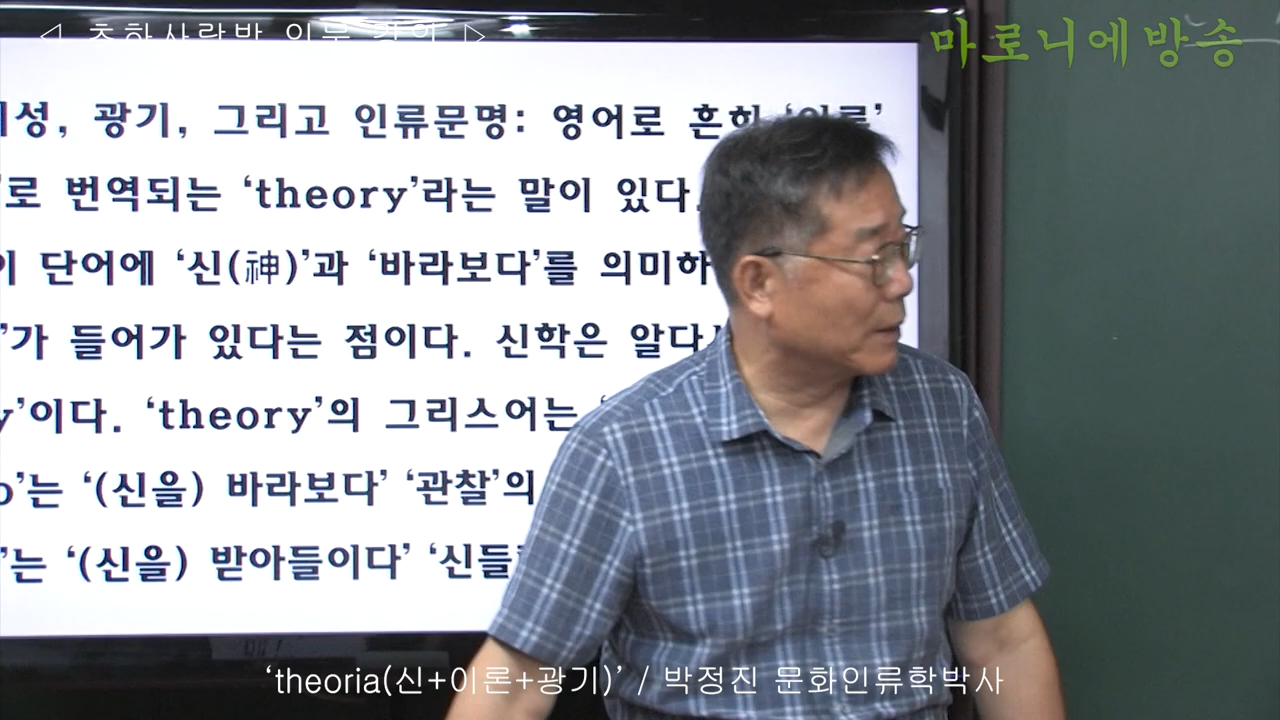 마로니에방송
성, 광기, 그리고 인류문명: 영어로 흔히
로 번역되는 ‘theory’라는 말이 있다.
단어에 ‘신(神)’과 ‘바라보다’를 의미하
’가 들어가 있다는 점이다. 신학은
’이다. ‘theory’의 그리스어는 ‘
’는 ‘(신을) 바라보다’ ‘관찰’의
’는 ‘(신을) 받아들이다’ ‘신들
‘theoria(신+이론+광기)’ / 박정진 문화인류학박사